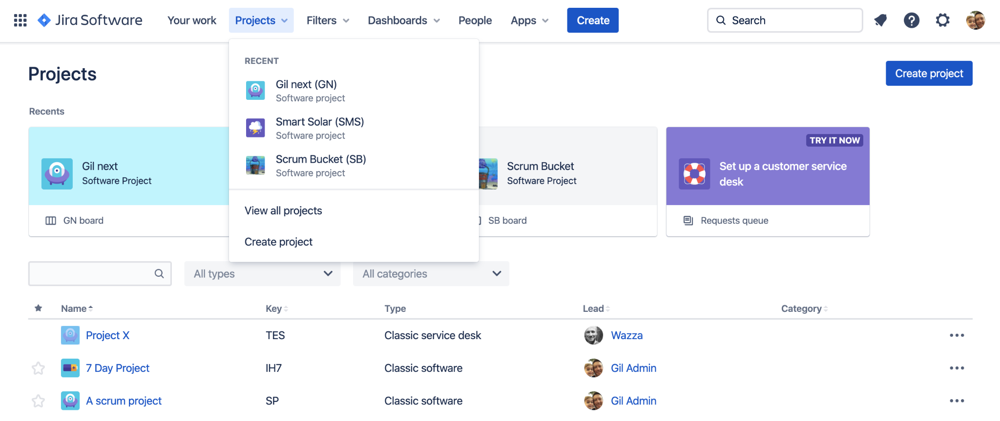 Jira Software Your work Projects Filters Dashboards People Apps Create Search
RECENT
Gil next (GN)
Software project
Smart Solar (SMS)
Software project
Scrum Bucket (SB)
Software project
View all projects
Create project
Projects
Create project
Recents
Gil next
Software Project
GN board
Scrum Bucket
Software Project
SB board
TRY IT NOW
Set up a customer service
desk
Requests queue
All types All categories
Name Key Type Lead Category
Project X TES Classic service desk Wazza
7 Day Project IH7 Classic software Gil Admin
A scrum project SP Classic software Gil Admin